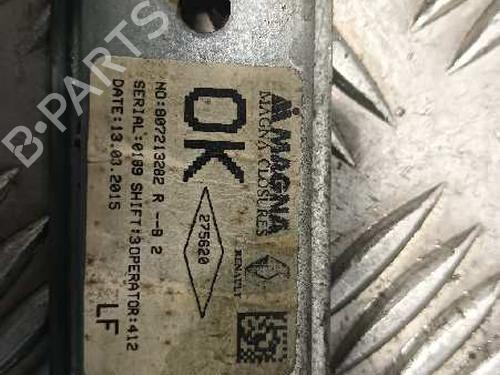 MAGNA
MAGNA CLOSURES
OK
275620
RENAULT
NO:807213282 R --B 2
SERIAL:0189 SHIFT:3OPERATOR:412
DATE:13.03.2015
LF
B-PARTS